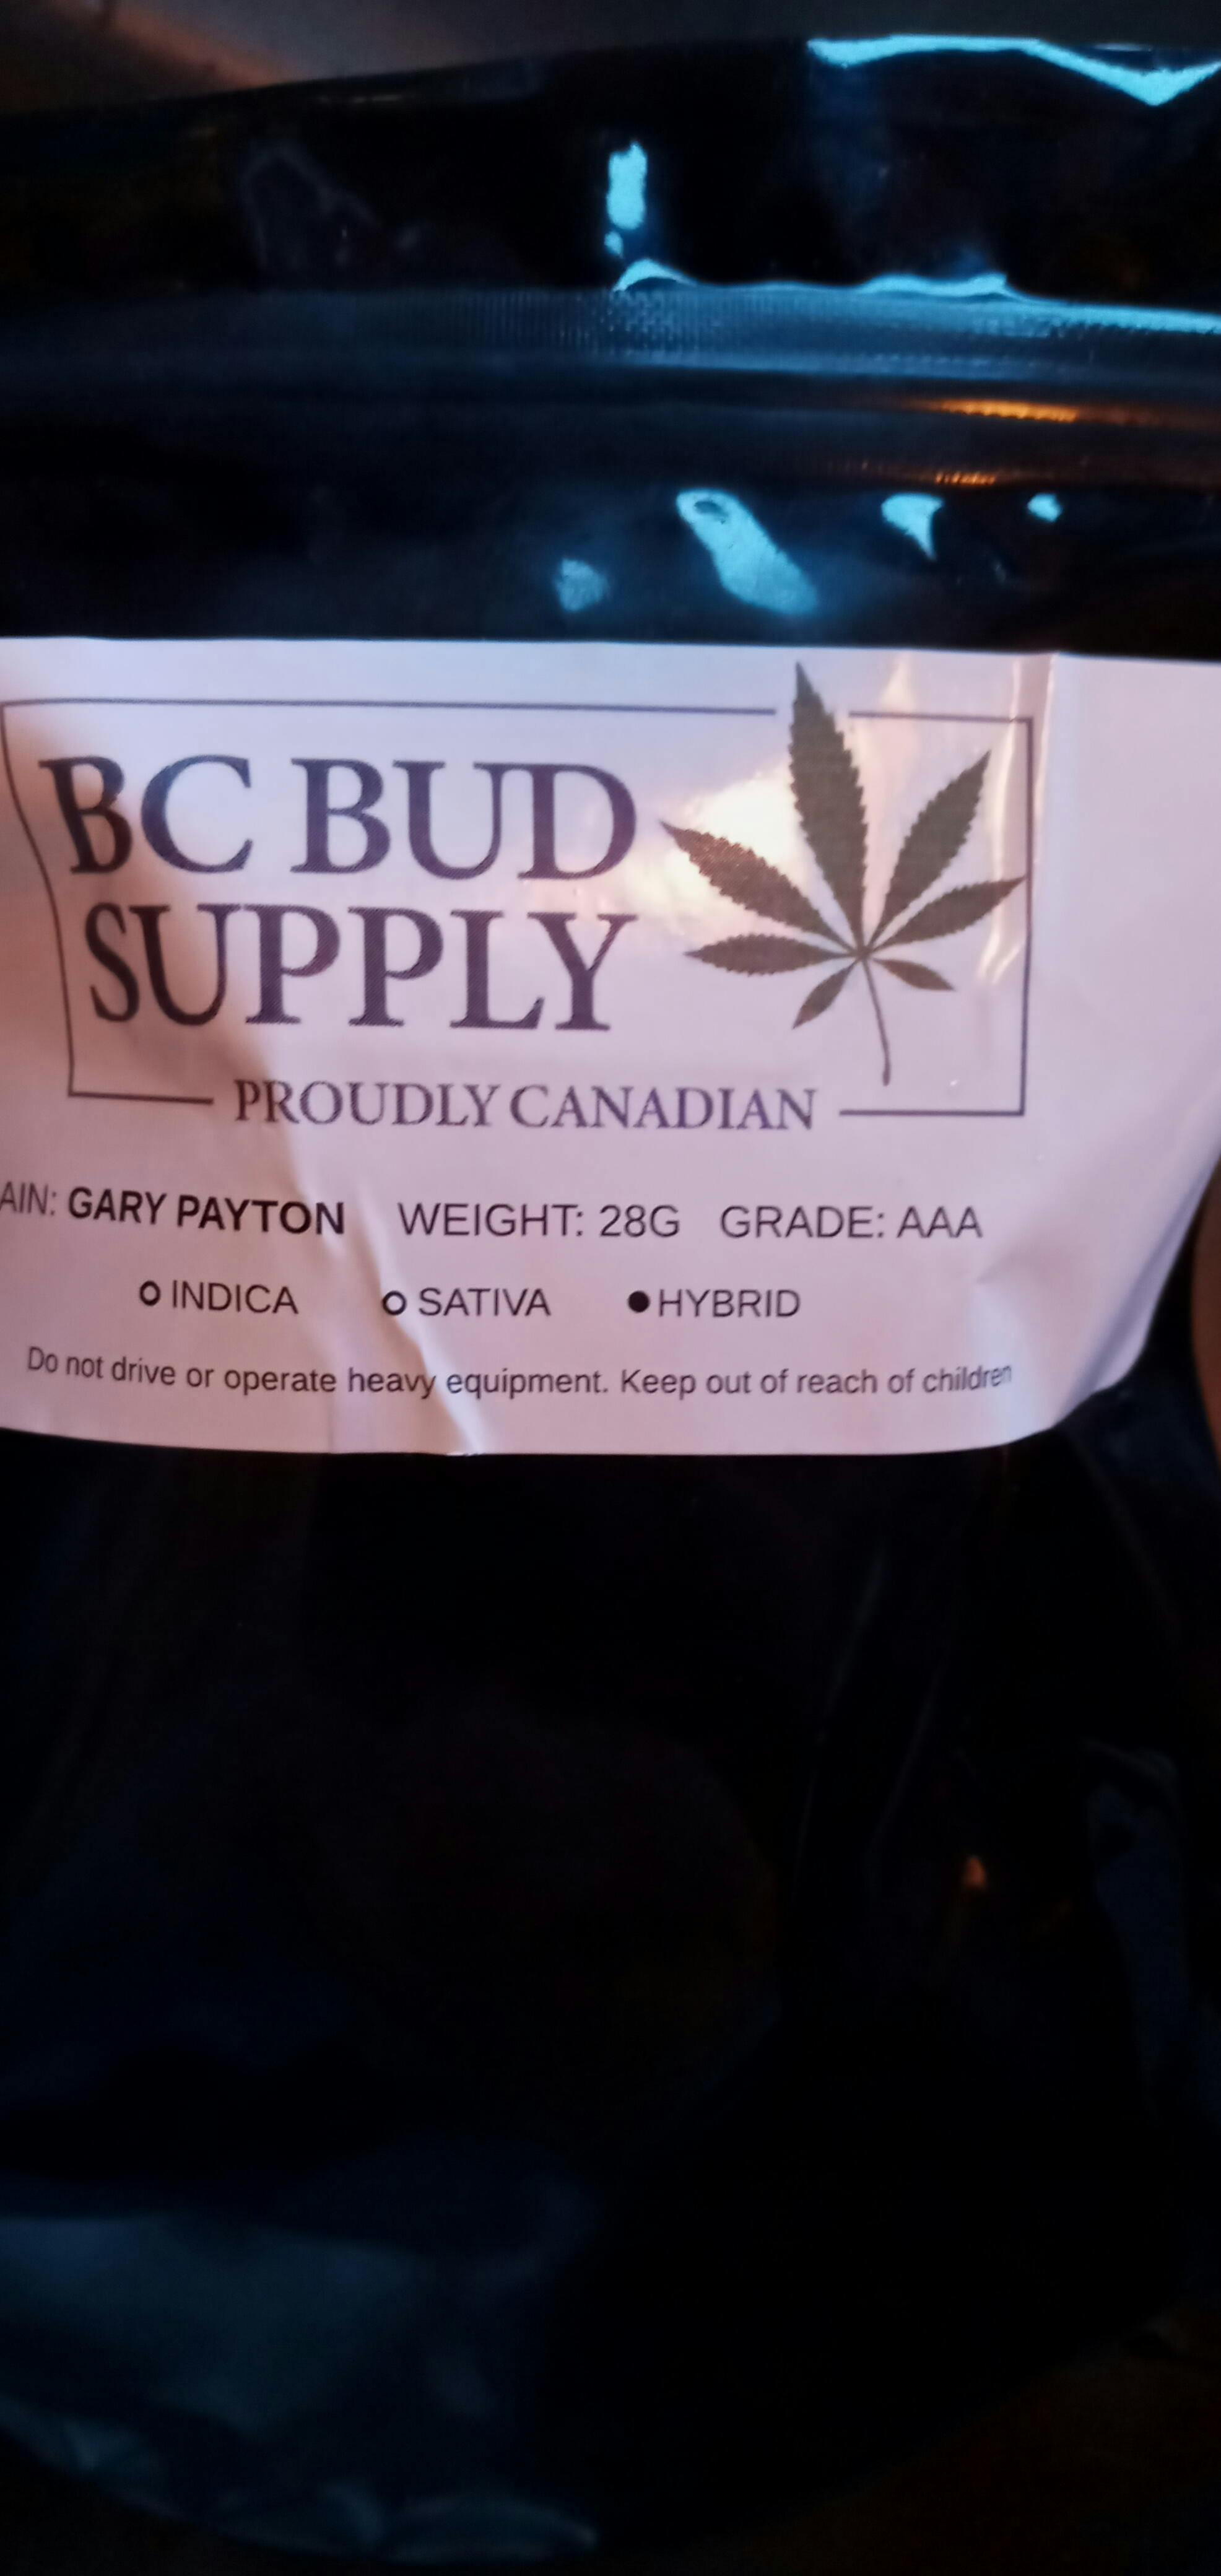 BC BUD
SUPPLY
PROUDLY CANADIAN
AIN: GARY PAYTON WEIGHT: 28G GRADE: AAA
INDICA SATIVA HYBRID
Do not drive or operate heavy equipment. Keep out of reach of children